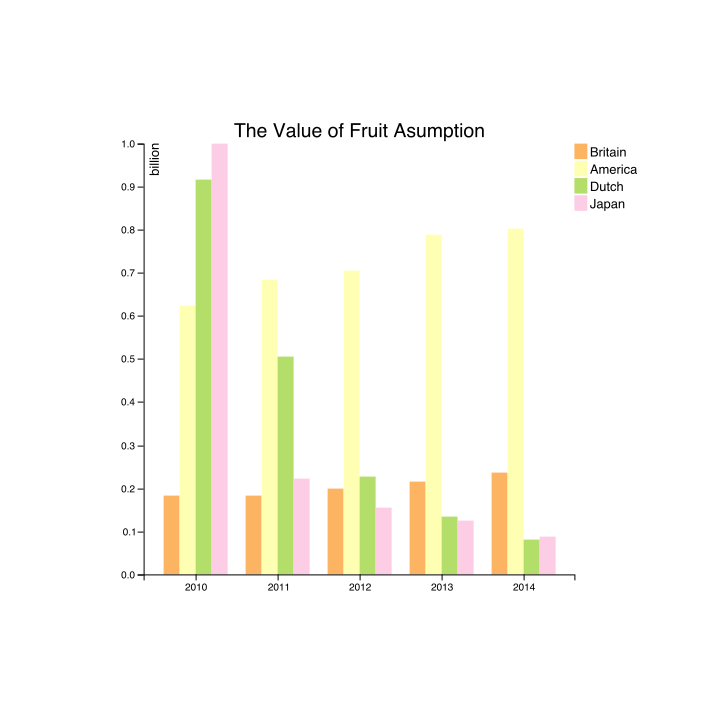 The Value of Fruit Asumption
billion
1.0
0.9
0.8
0.7
0.6
0.5
0.4
0.3
0.2
0.1
0.0
2010 2011 2012 2013 2014
Britain
America
Dutch
Japan